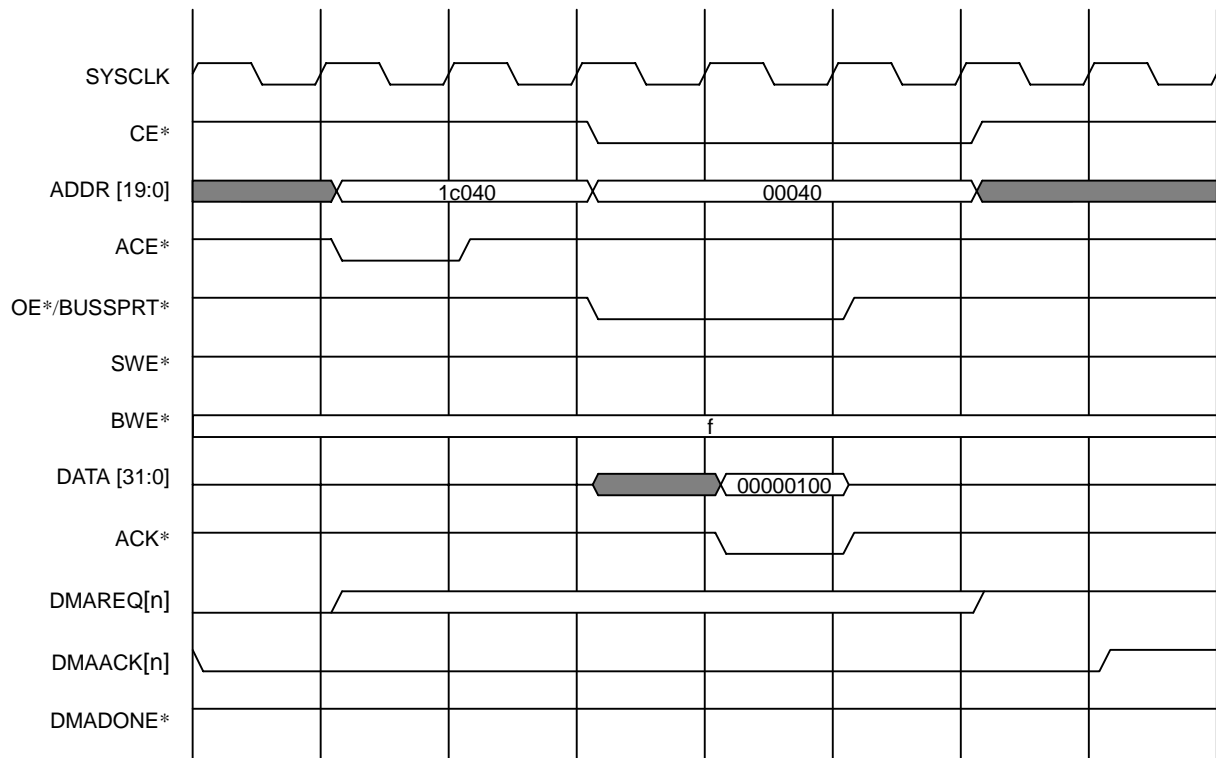 SYSCLK
CE*
ADDR [19:0]
1c040
00040
ACE*
OE*/BUSSPRT*
SWE*
BWE*
f
DATA [31:0]
00000100
ACK*
DMAREQ[n]
DMAACK[n]
DMADONE*